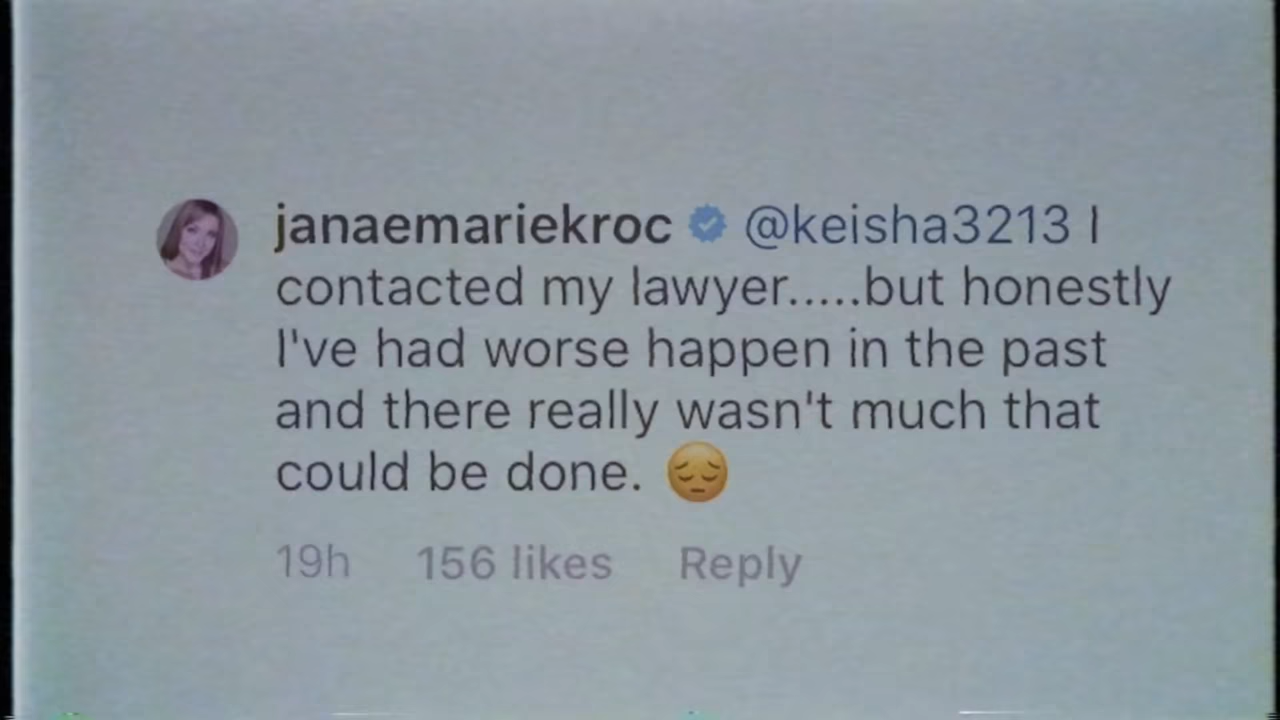 janaemariekroc @keisha3213 I
contacted my lawyer.....but honestly
I've had worse happen in the past
and there really wasn't much that
could be done. 😔
19h 156 likes Reply